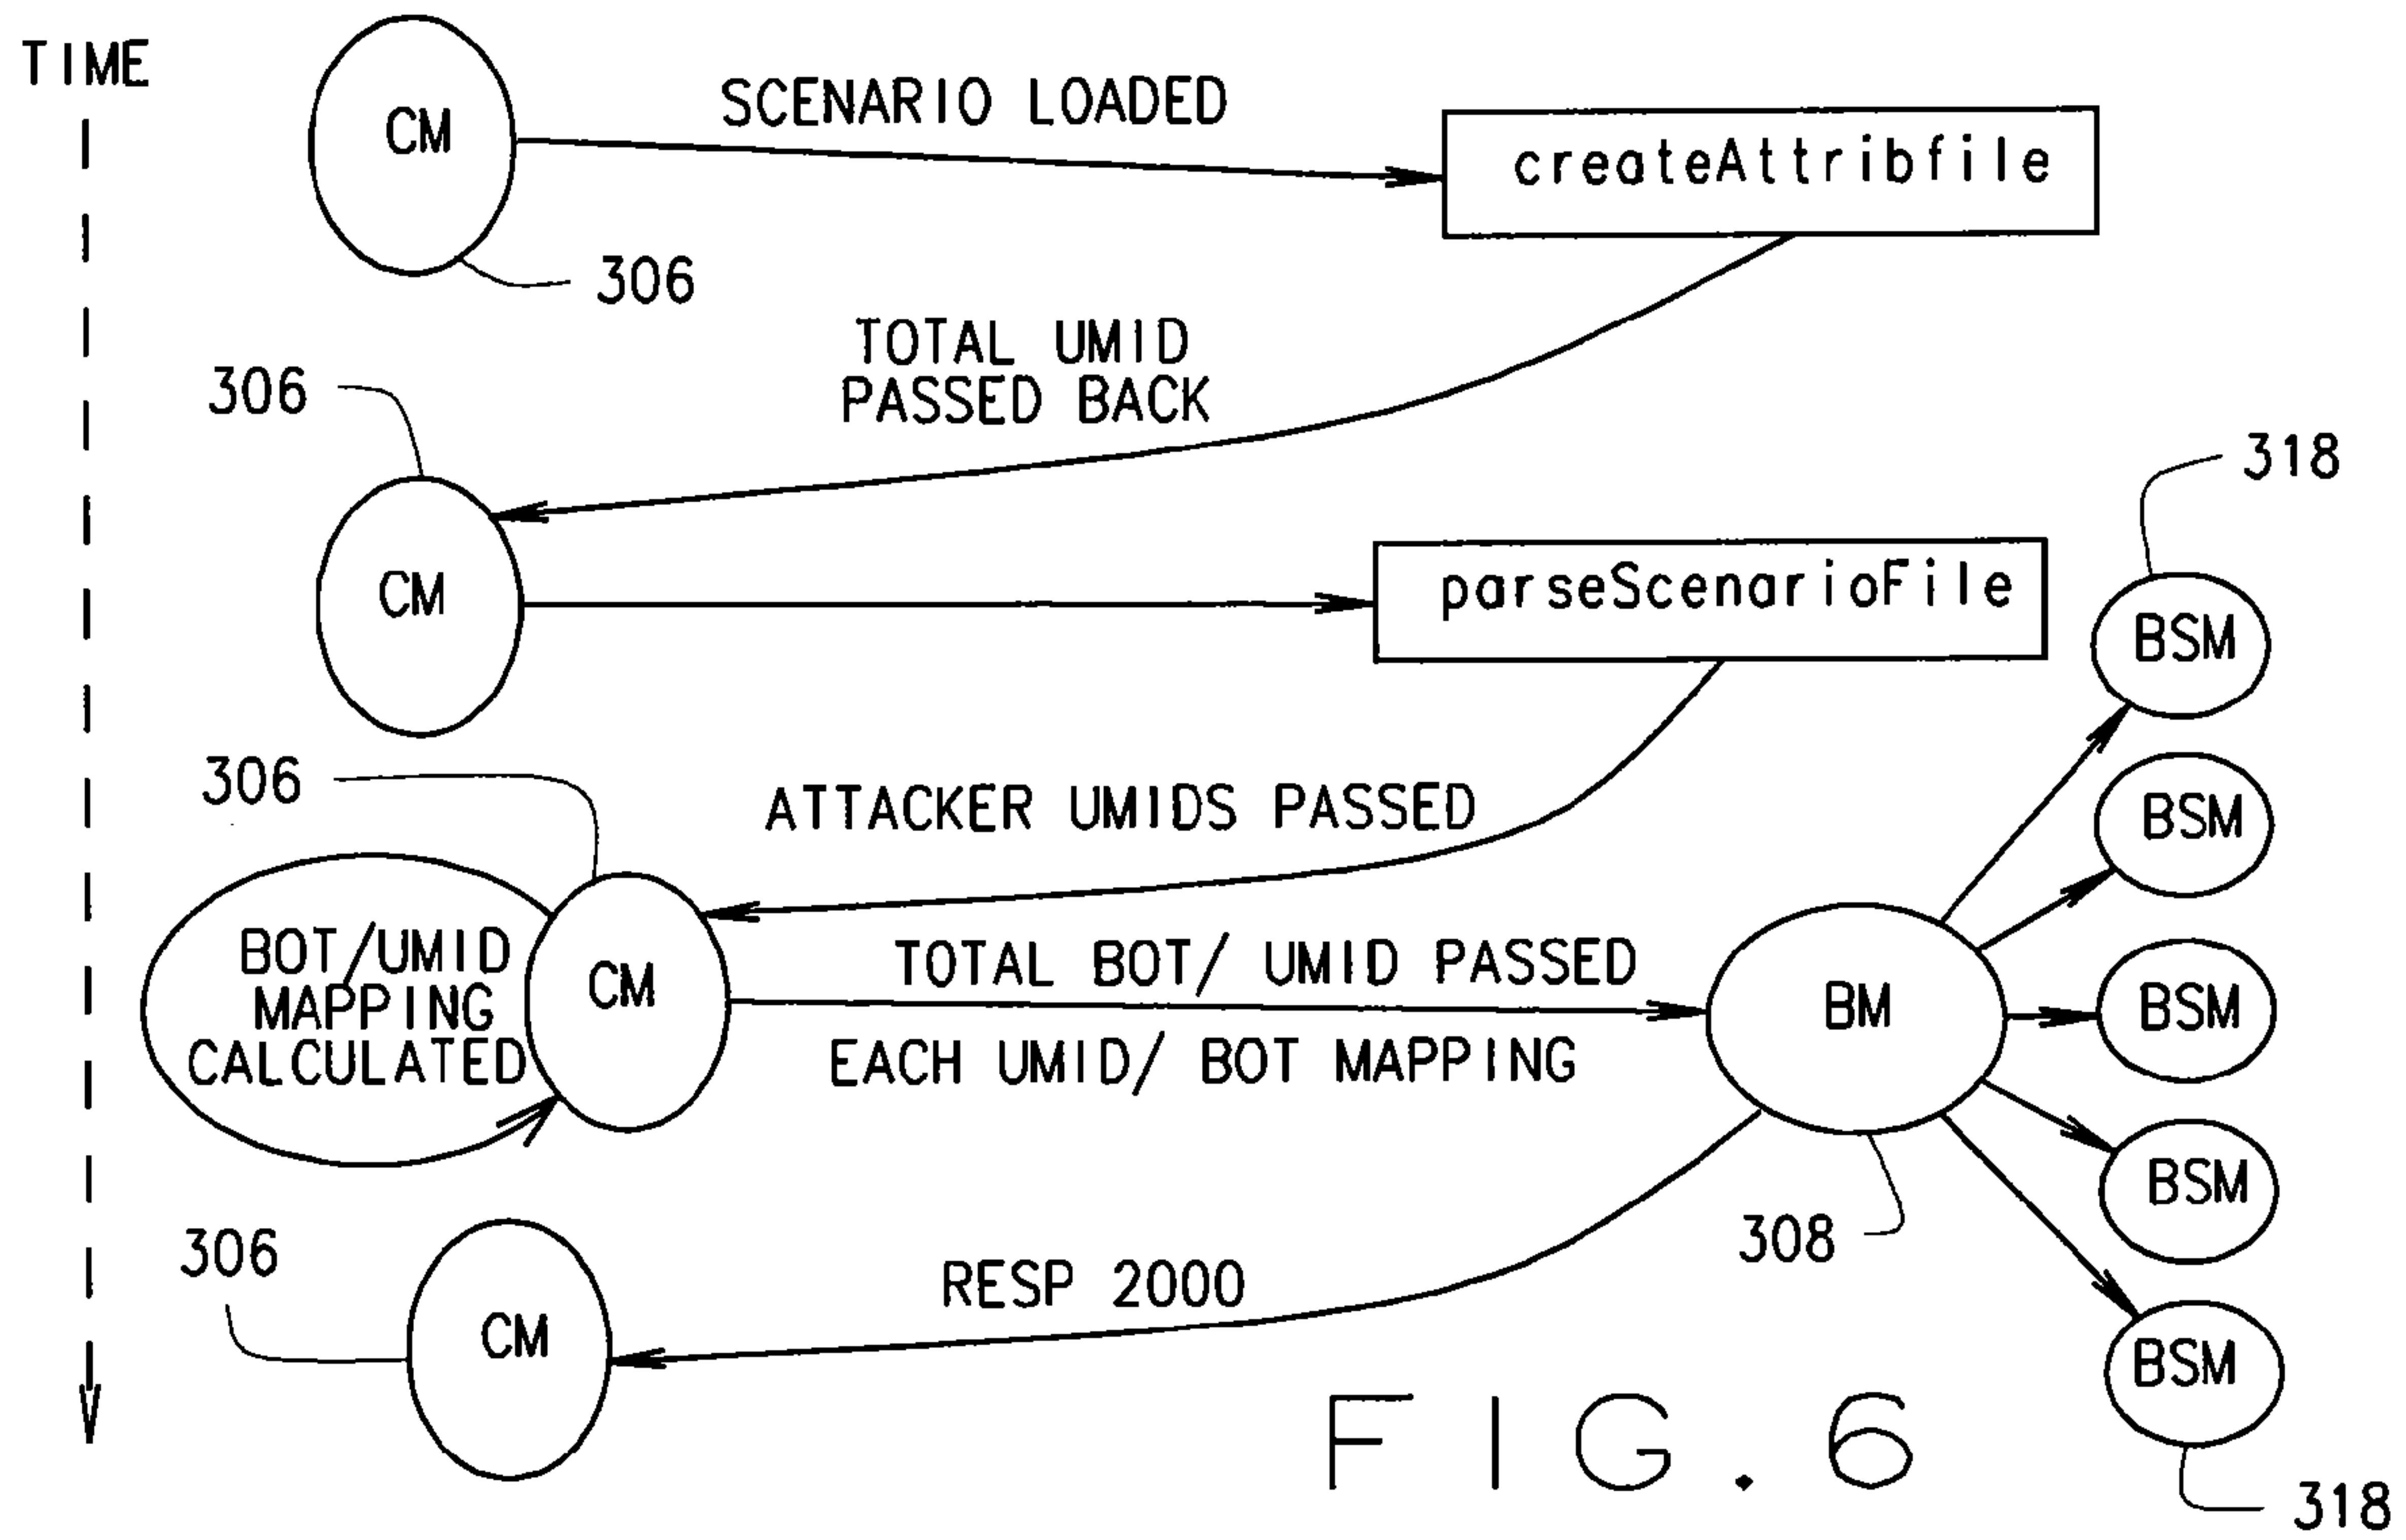 TIME
CM
SCENARIO LOADED
createAttribfile
306
TOTAL UMID
PASSED BACK
306
318
CM
parseScenarioFile
BSM
306
ATTACKER UMIDS PASSED
BSM
BOT/UMID
MAPPING
CALCULATED
CM
TOTAL BOT/ UMID PASSED
EACH UMID/ BOT MAPPING
BM
BSM
BSM
308
306
RESP 2000
CM
BSM
FIG.6
318